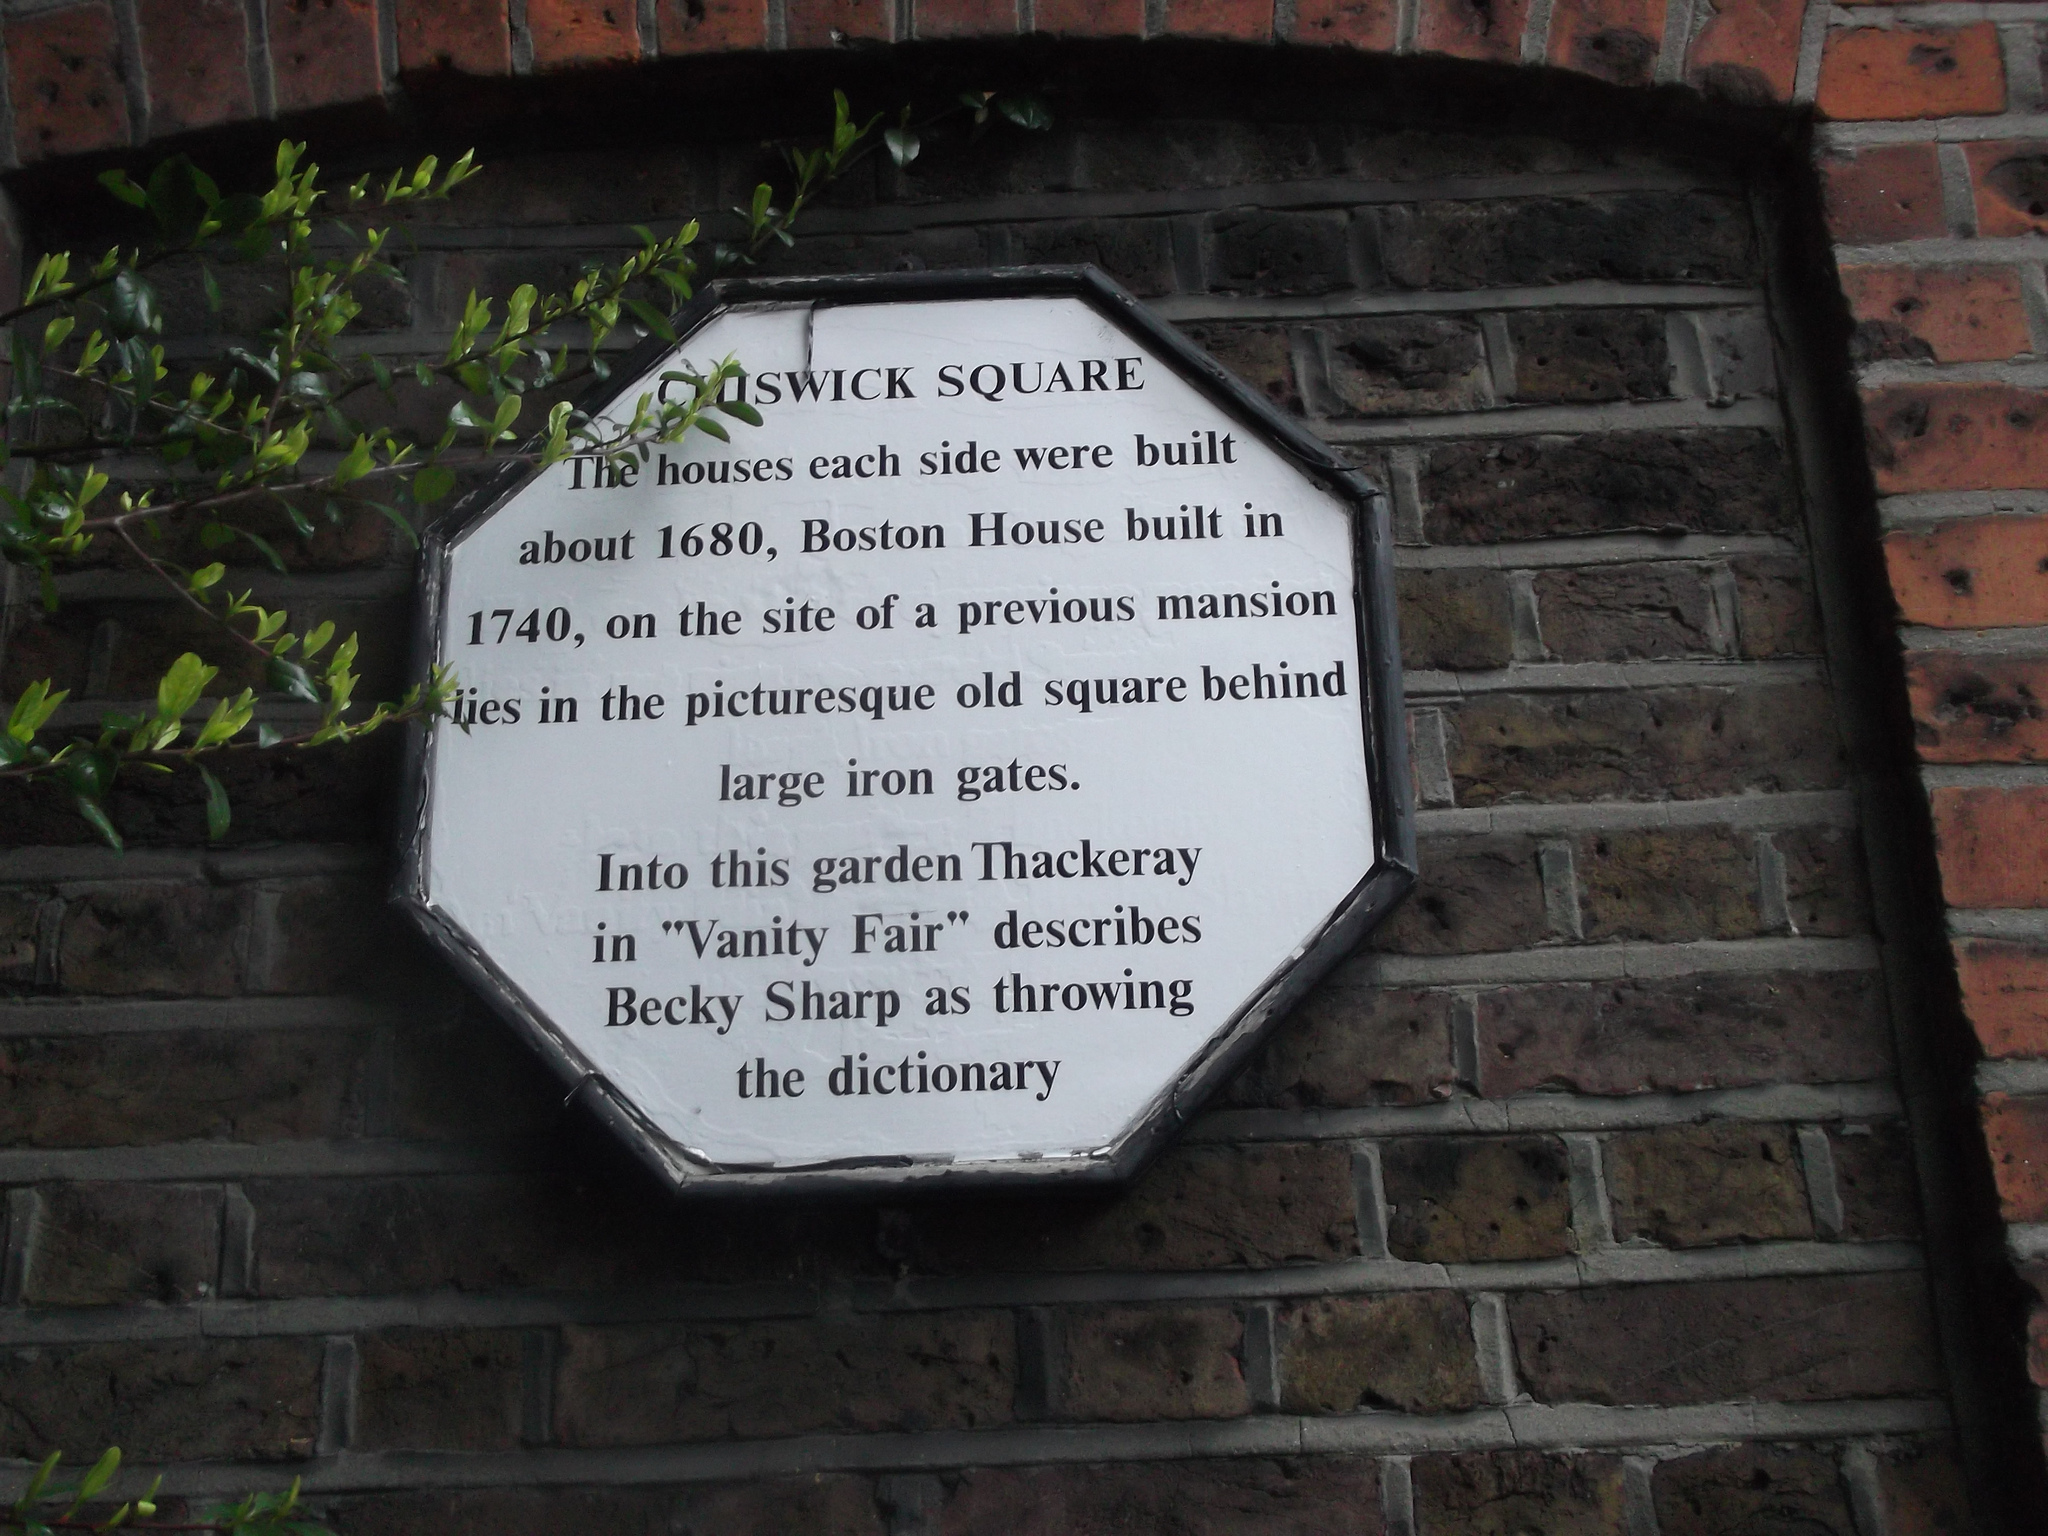 CHISWICK SQUARE
The houses each side were built
about 1680, Boston House built in
1740, on the site of a previous mansion
lies in the picturesque old square behind
large iron gates.
Into this garden Thackeray
in "Vanity Fair" describes
Becky Sharp as throwing
the dictionary